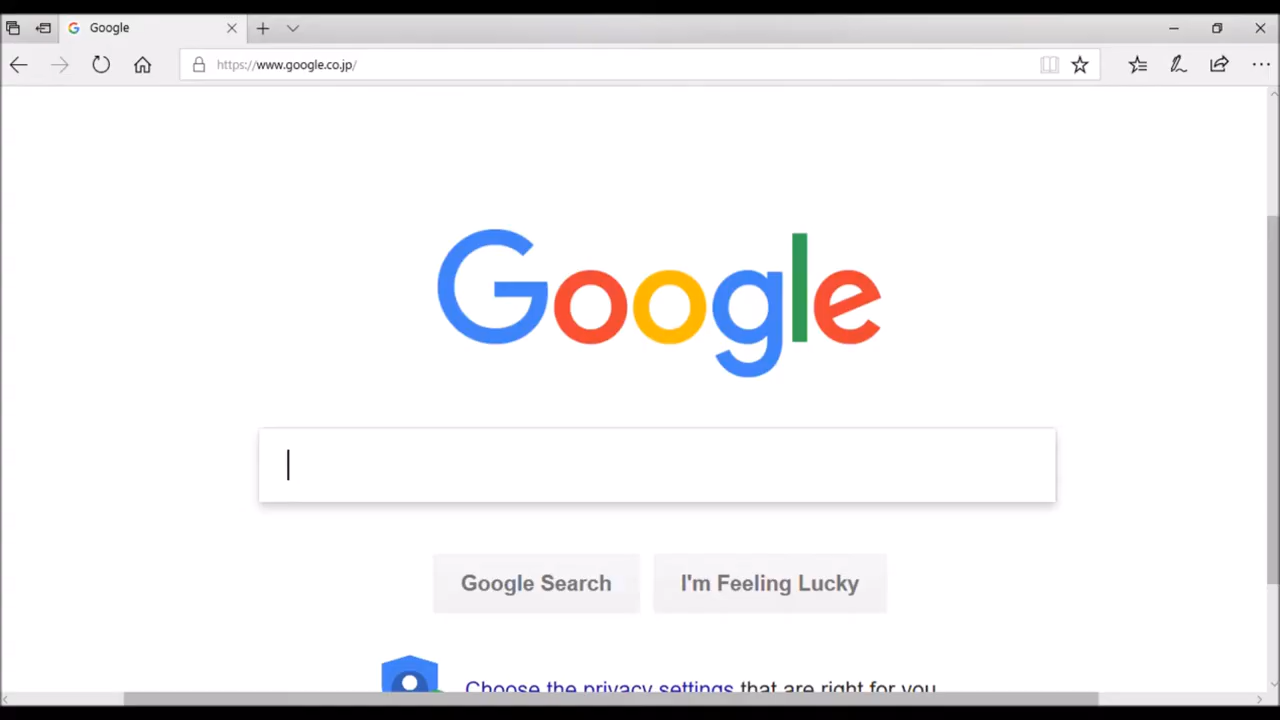 Google
https://www.google.co.jp/
Google
Google Search
I'm Feeling Lucky
Choose the privacy settings that are right for you